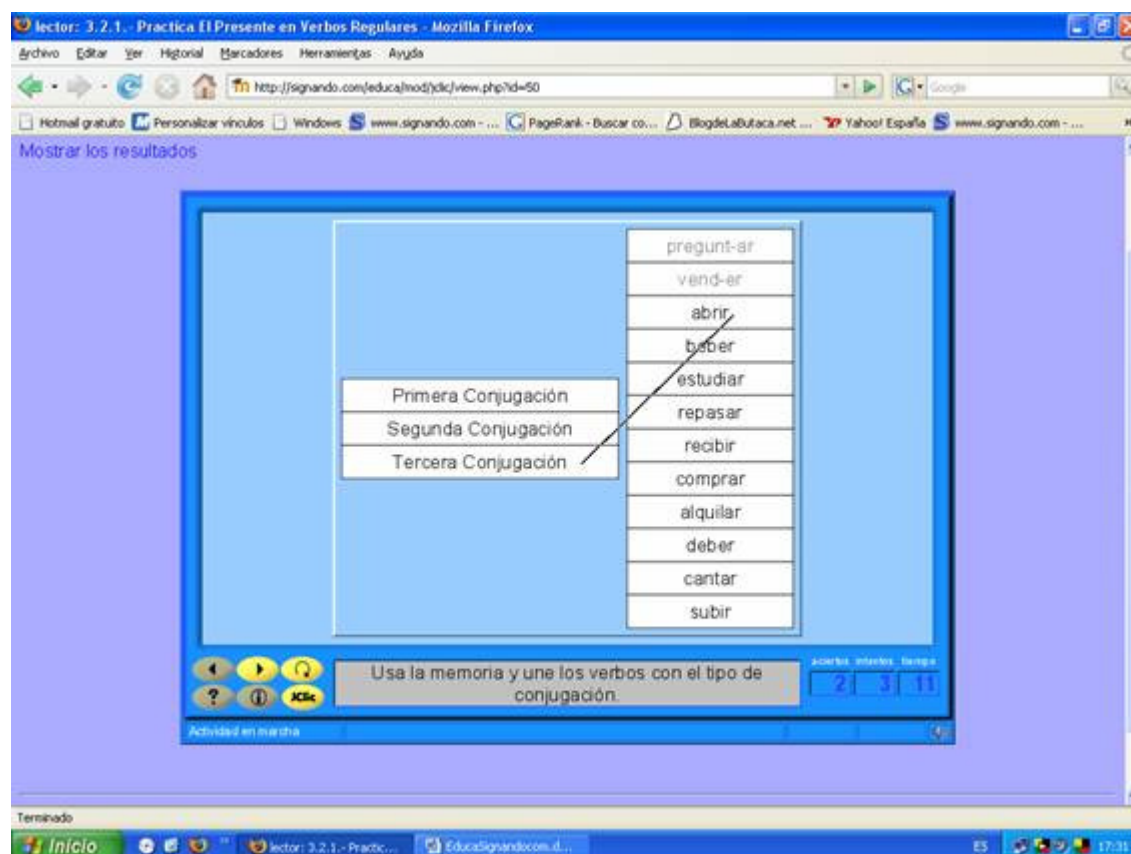 lector: 3.2.1.- Practica El Presente en Verbos Regulares - Mozilla Firefox
Archivo Editar Ver Historial Marcadores Herramientas Ayuda
http://signando.com/educa/mod/jclic/view.php?id=50
Google
Hotmail gratuito Personalizar vínculos Windows www.signando.com - ... PageRank - Buscar co... BlogdeLaButaca.net ... Yahoo! España www.signando.com - ...
Mostrar los resultados
pregunt-ar
vend-er
abrir
beber
estudiar
repasar
recibir
comprar
alquilar
deber
cantar
subir
Primera Conjugación
Segunda Conjugación
Tercera Conjugación
Usa la memoria y une los verbos con el tipo de
conjugación.
JClic
aciertos intentos tiempo
2 3 11
Actividad en marcha
Terminado
Inicio
lector: 3.2.1.- Practic...
EducaSignandocom.d...
ES
17:31